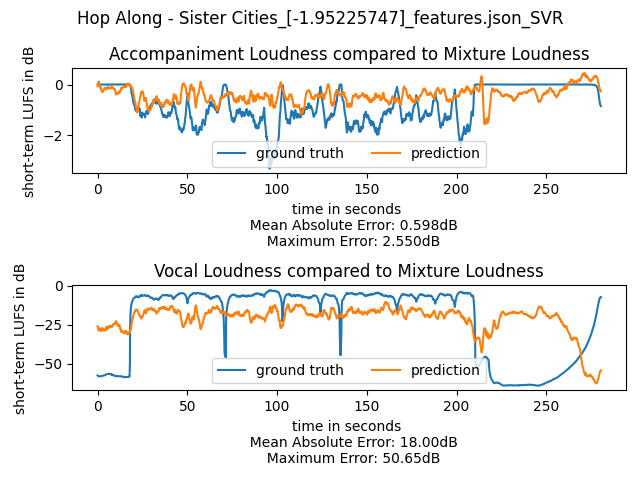 Hop Along - Sister Cities_[-1.95225747]_features.json_SVR
Accompaniment Loudness compared to Mixture Loudness
short-term LUFS in dB
0
−2
ground truth
prediction
0
50
100
150
200
250
time in seconds
Mean Absolute Error: 0.598dB
Maximum Error: 2.550dB
Vocal Loudness compared to Mixture Loudness
short-term LUFS in dB
0
−25
−50
ground truth
prediction
0
50
100
150
200
250
time in seconds
Mean Absolute Error: 18.00dB
Maximum Error: 50.65dB